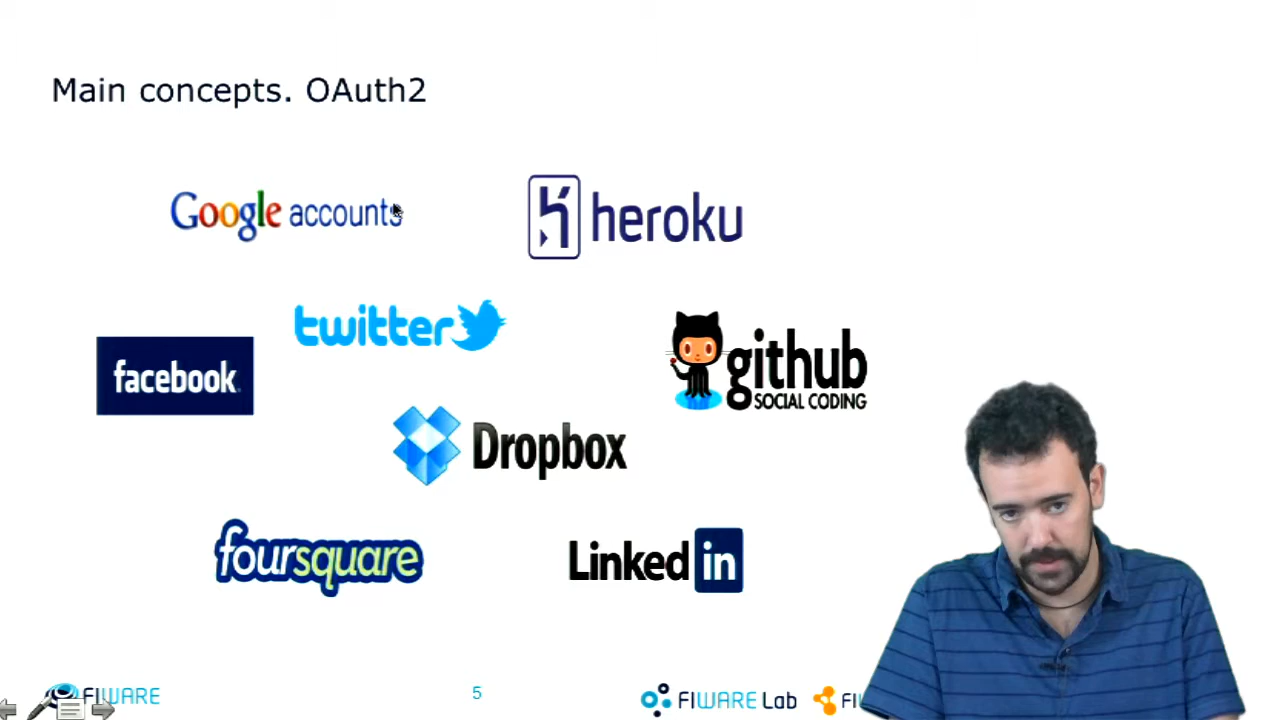 Main concepts. OAuth2
Google accounts
heroku
twitter
facebook
github
SOCIAL CODING
Dropbox
foursquare
Linked in
FIWARE
5
FIWARE Lab
FI